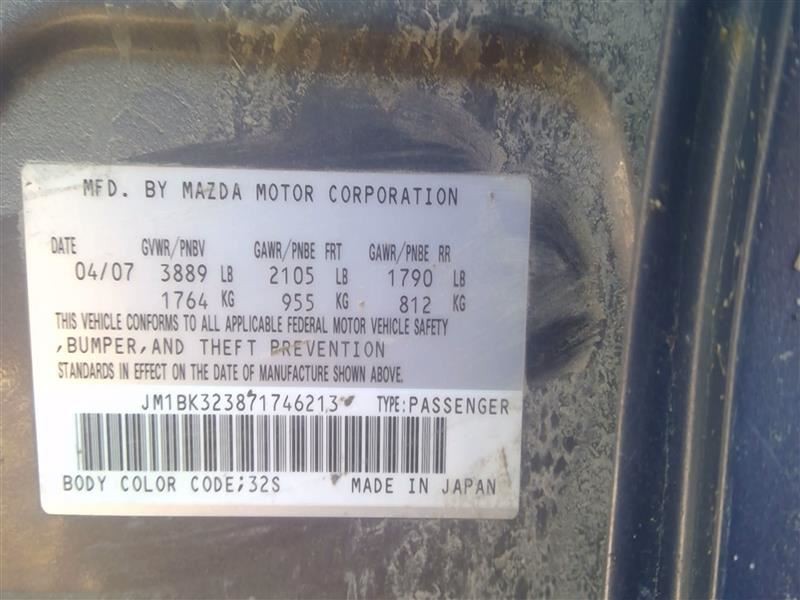 MFD. BY MAZDA MOTOR CORPORATION
DATE GVWR/PNBV GAWR/PNBE FRT GAWR/PNBE RR
04/07 3889 LB 2105 LB 1790 LB
1764 KG 955 KG 812 KG
THIS VEHICLE CONFORMS TO ALL APPLICABLE FEDERAL MOTOR VEHICLE SAFETY
,BUMPER,AND THEFT PREVENTION
STANDARDS IN EFFECT ON THE DATE OF MANUFACTURE SHOWN ABOVE.
JM1BK323871746213 TYPE:PASSENGER
BODY COLOR CODE;32S MADE IN JAPAN